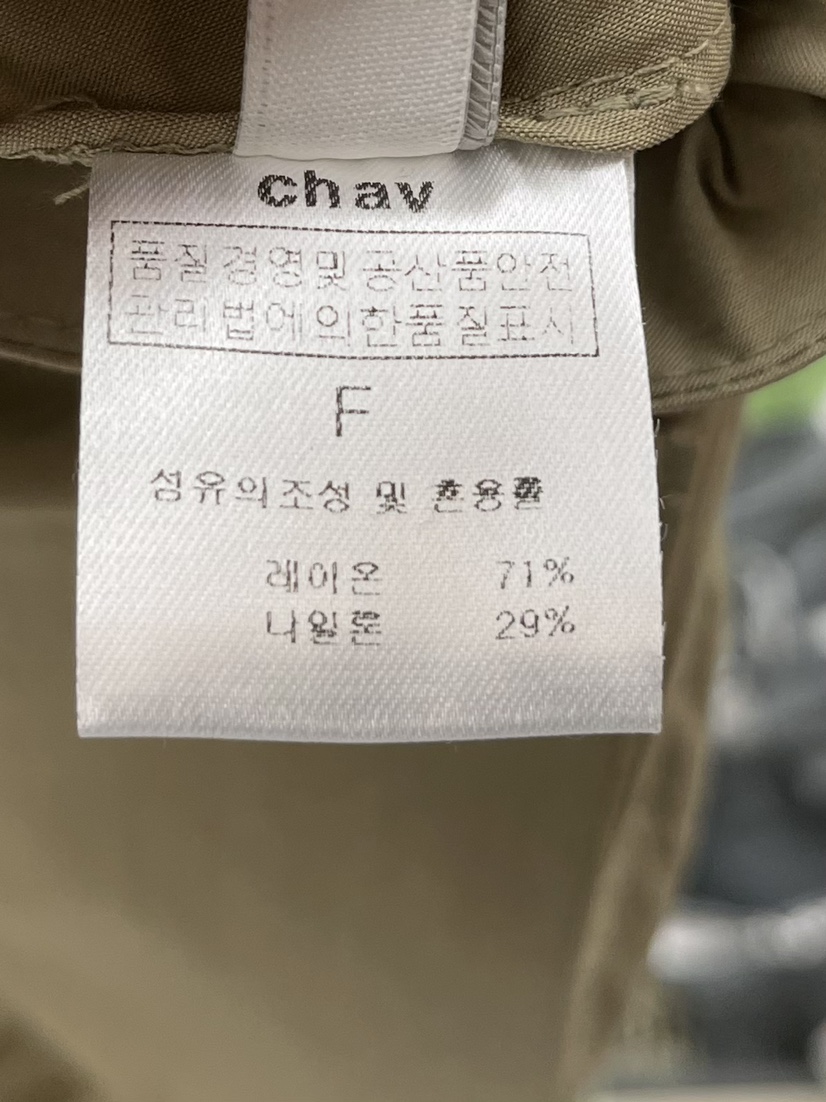 chav
품질경영및공산품안전
관리법에의한품질표시
F
섬유의조성 및 혼용률
레이온 71%
나일론 29%